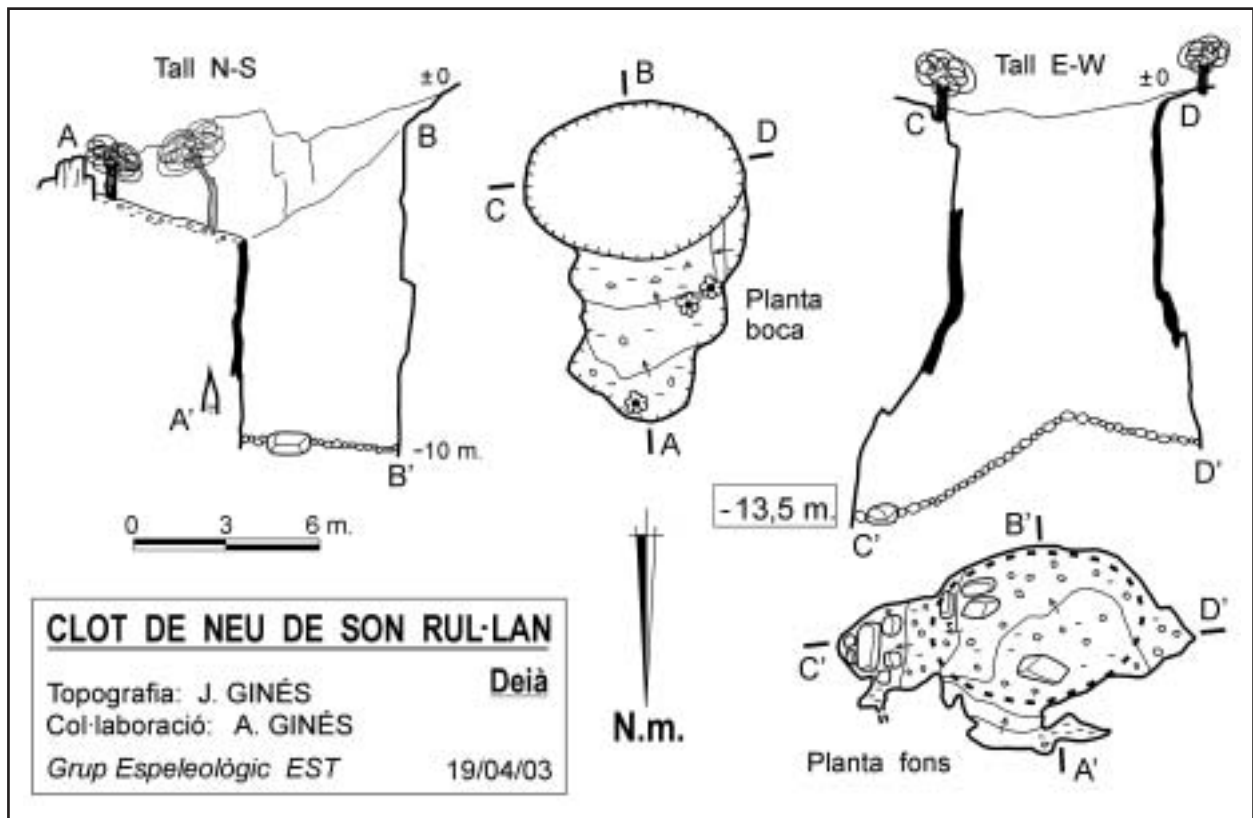 Tall N-S
±0
A
B
A'
-10 m.
B'
0 3 6 m.
B
D
C
Planta
boca
A
Tall E-W
±0
C
D
-13,5 m.
C'
D'
N.m.
B'
D'
C'
s
s
A'
Planta fons
CLOT DE NEU DE SON RUL·LAN
Deià
Topografia: J. GINÉS
Col·laboració: A. GINÉS
Grup Espeleològic EST 19/04/03